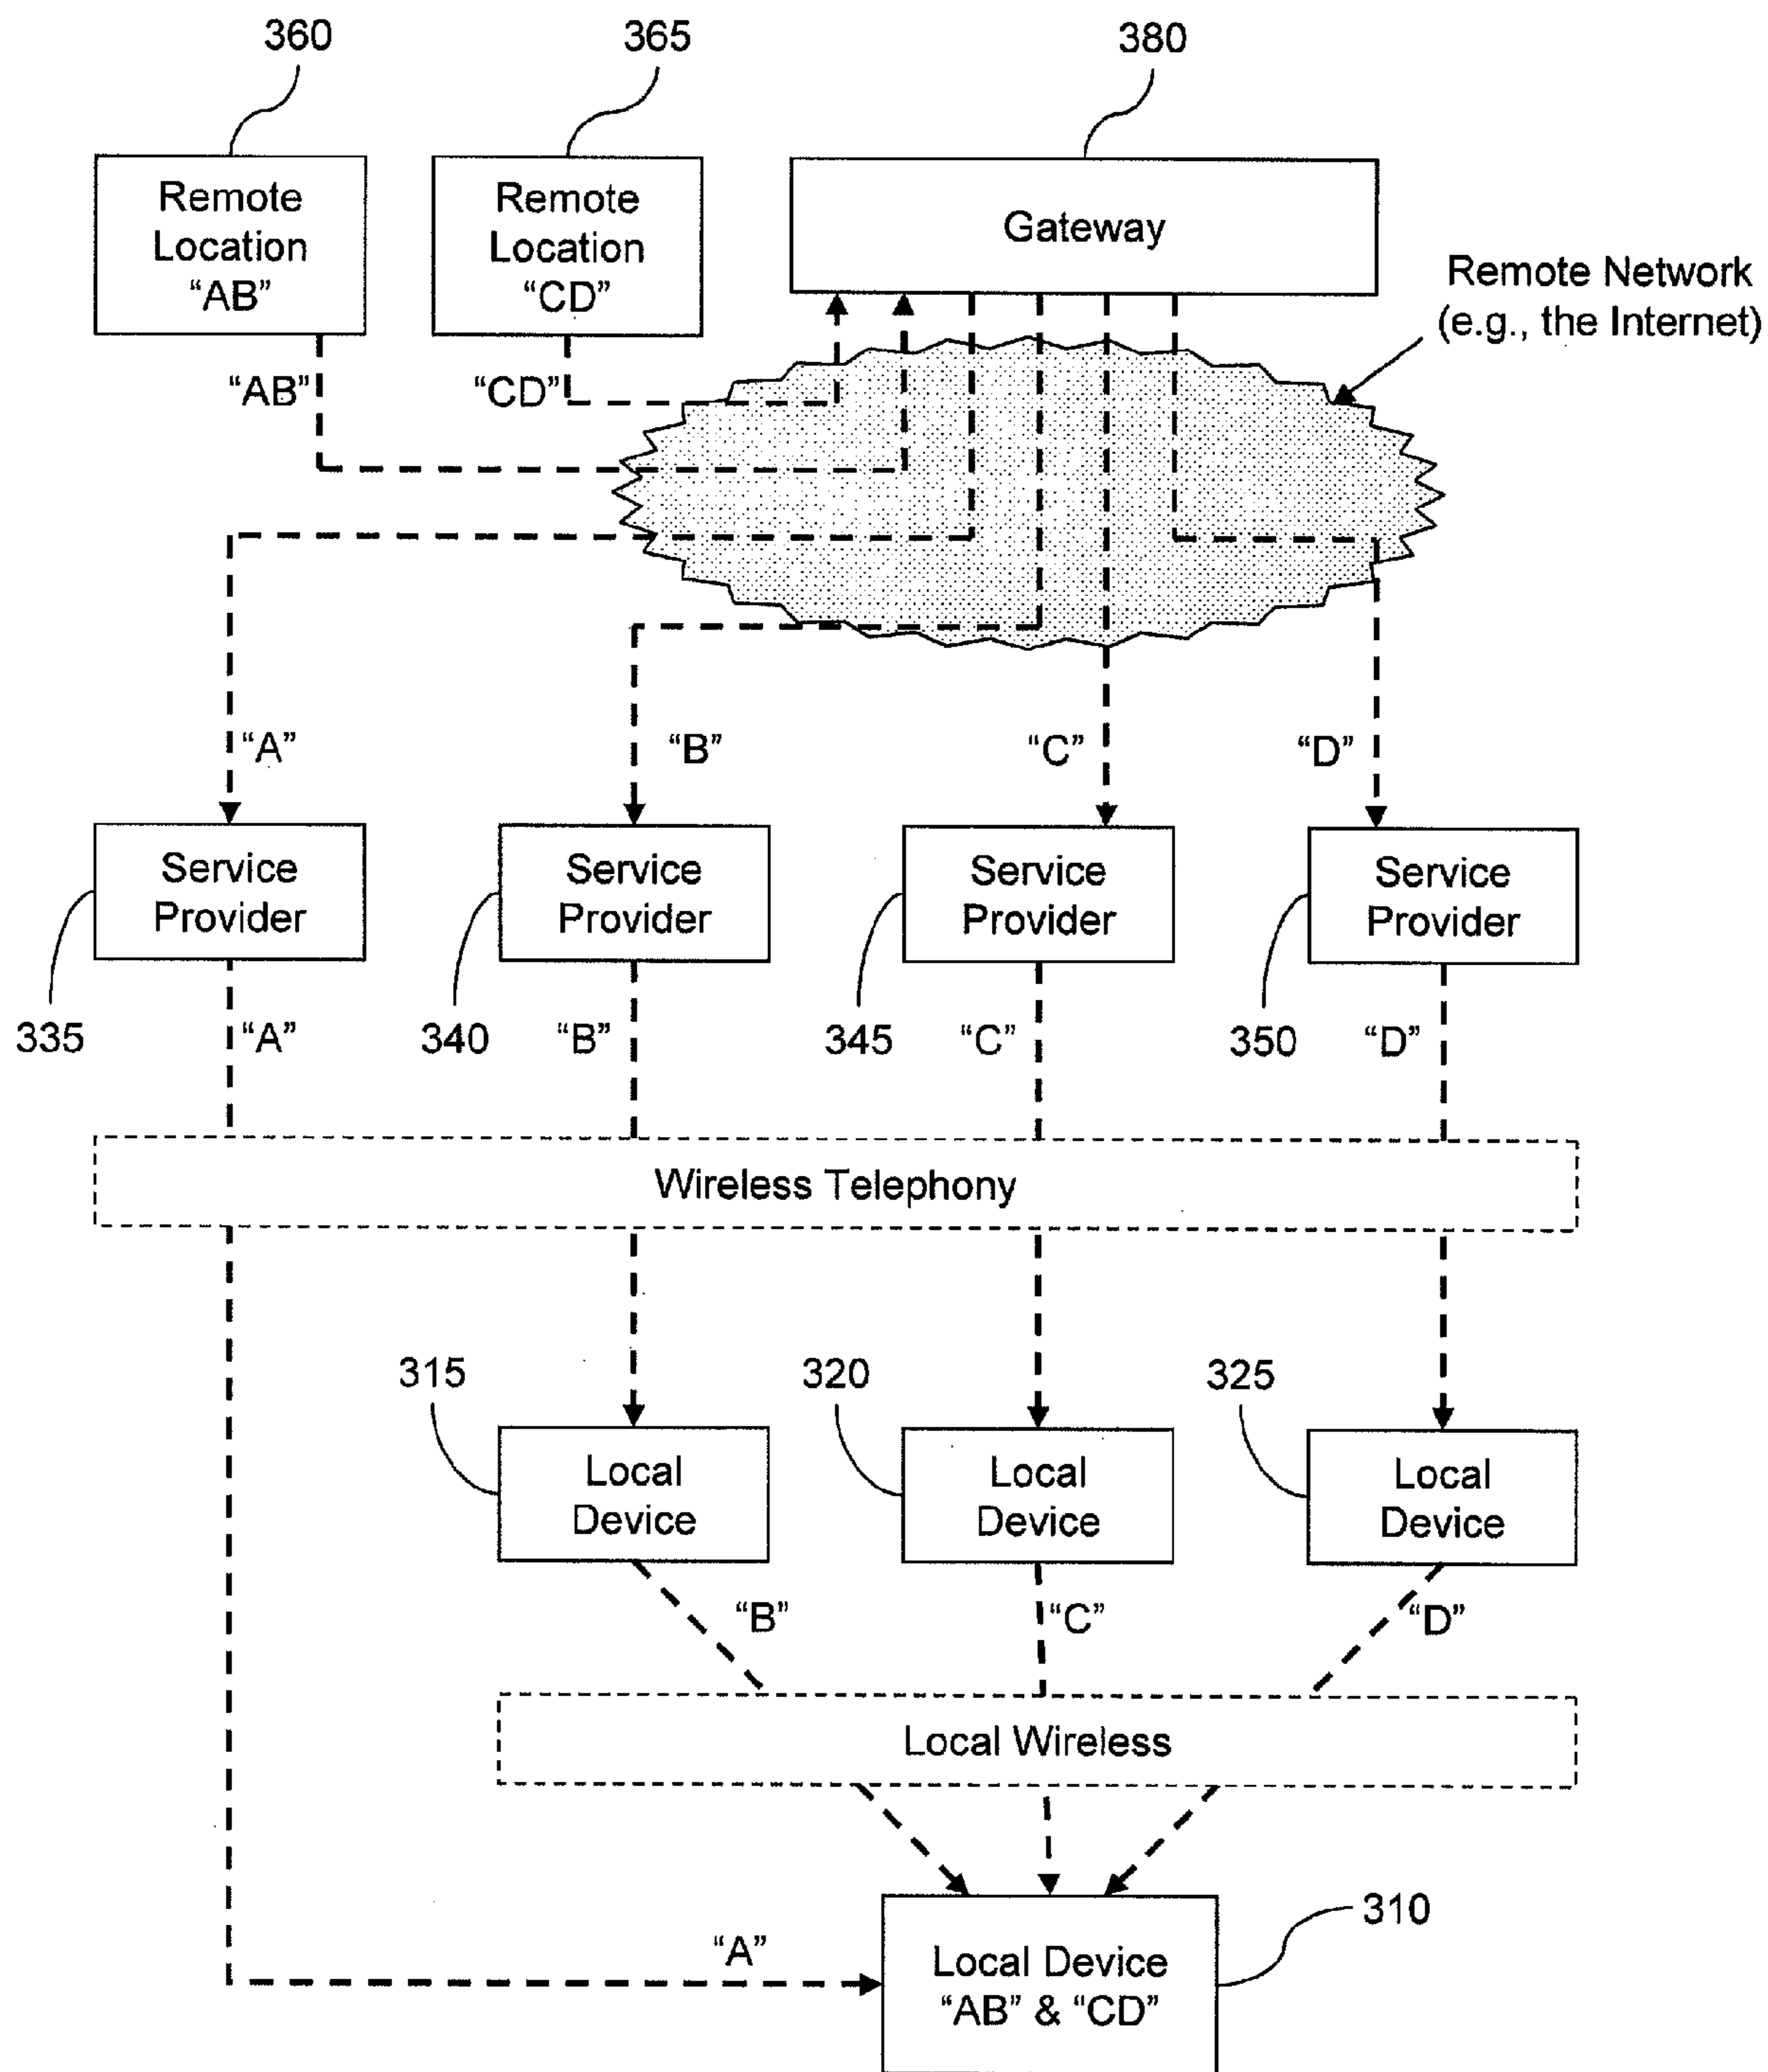 360
365
380
Remote
Location
“AB”
Remote
Location
“CD”
Gateway
Remote Network
(e.g., the Internet)
“AB”
“CD”
“A”
“B”
“C”
“D”
Service
Provider
Service
Provider
Service
Provider
Service
Provider
335
“A”
340
“B”
345
“C”
350
“D”
Wireless Telephony
315
320
325
Local
Device
Local
Device
Local
Device
“B”
“C”
“D”
Local Wireless
310
“A”
Local Device
“AB” & “CD”